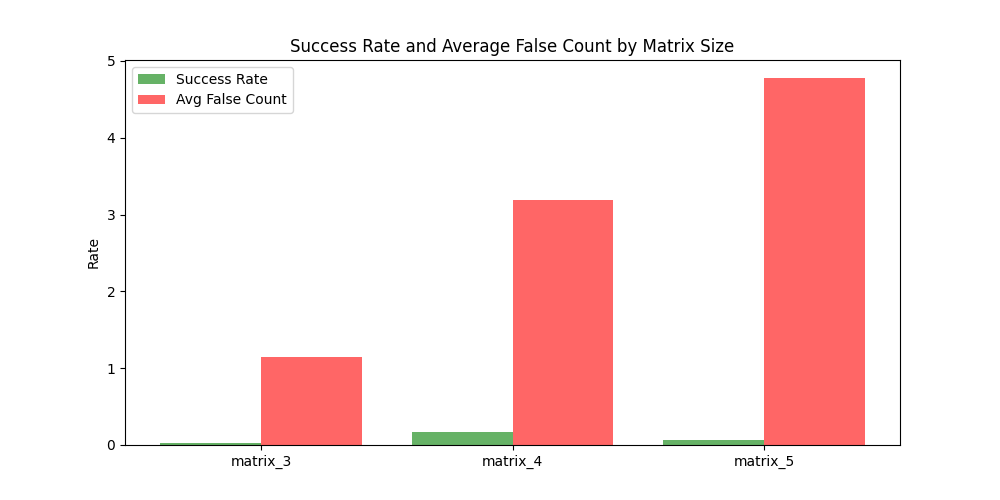 Success Rate and Average False Count by Matrix Size
Success Rate
Avg False Count
Rate
5
4
3
2
1
0
matrix_3
matrix_4
matrix_5